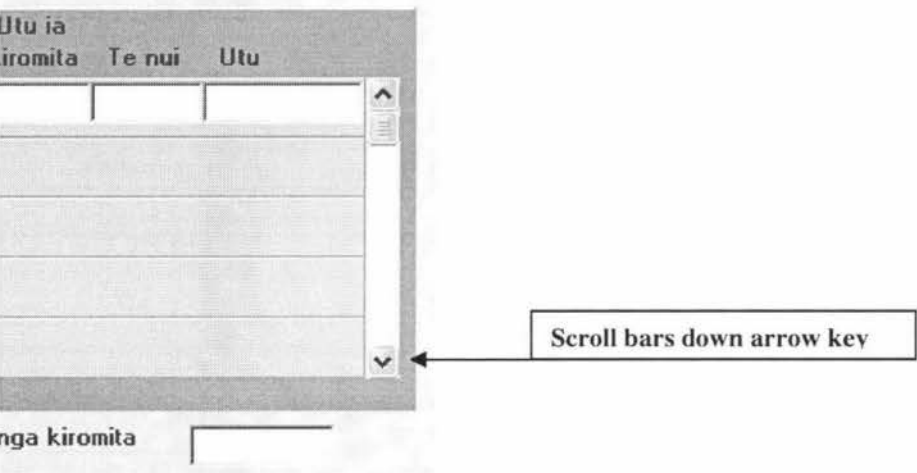 Utu ia
kiromita Te nui Utu
Scroll bars down arrow key
nga kiromita